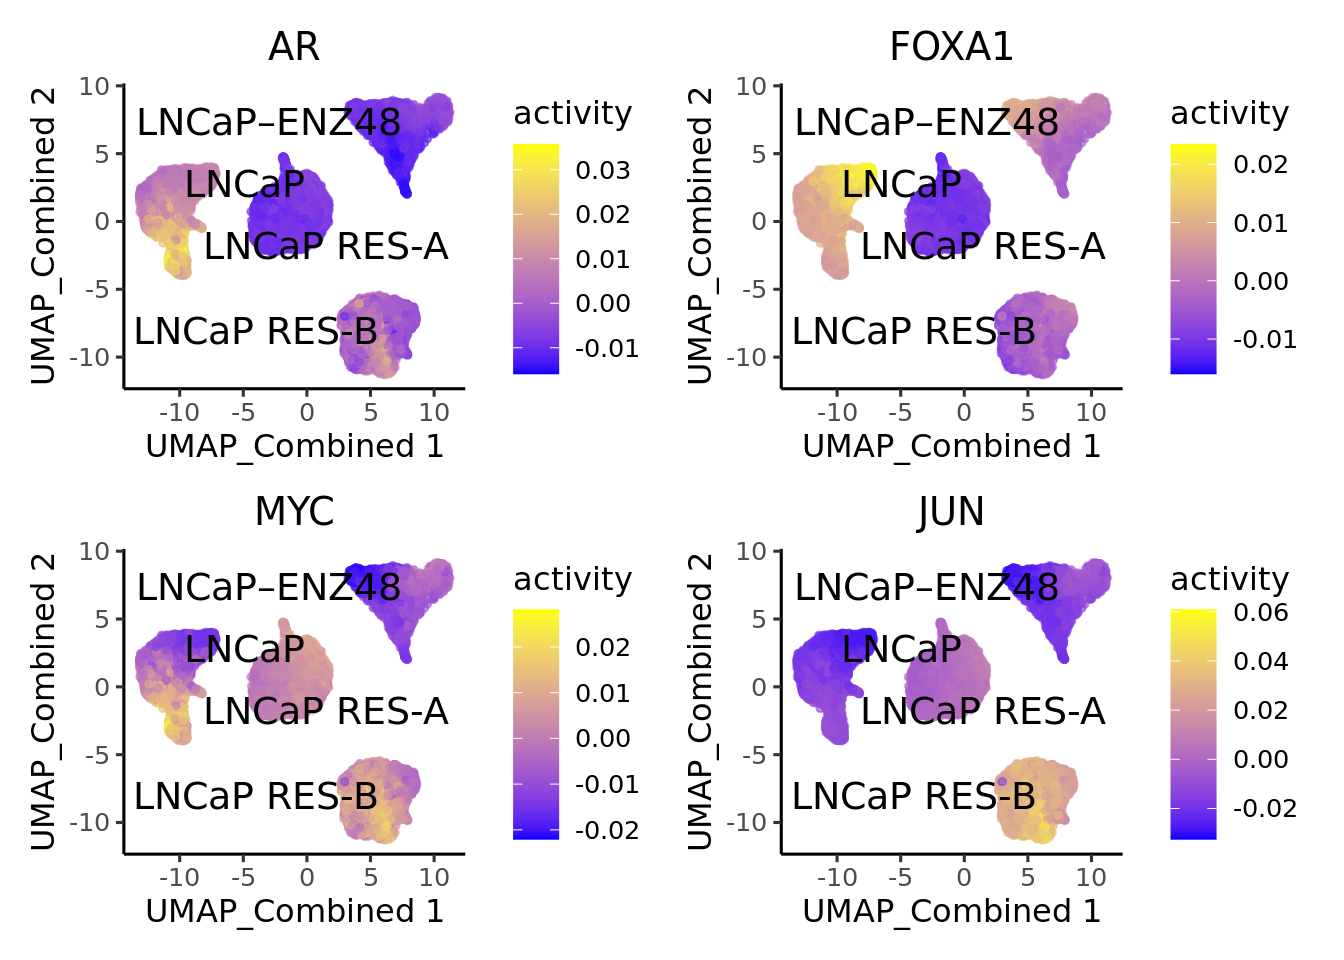 AR
UMAP_Combined 2
10
5
0
-5
-10
LNCaP–ENZ48
LNCaP
LNCaP RES-A
LNCaP RES-B
-10 -5 0 5 10
UMAP_Combined 1
activity
0.03
0.02
0.01
0.00
-0.01
FOXA1
UMAP_Combined 2
10
5
0
-5
-10
LNCaP–ENZ48
LNCaP
LNCaP RES-A
LNCaP RES-B
-10 -5 0 5 10
UMAP_Combined 1
activity
0.02
0.01
0.00
-0.01
MYC
UMAP_Combined 2
10
5
0
-5
-10
LNCaP–ENZ48
LNCaP
LNCaP RES-A
LNCaP RES-B
-10 -5 0 5 10
UMAP_Combined 1
activity
0.02
0.01
0.00
-0.01
-0.02
JUN
UMAP_Combined 2
10
5
0
-5
-10
LNCaP–ENZ48
LNCaP
LNCaP RES-A
LNCaP RES-B
-10 -5 0 5 10
UMAP_Combined 1
activity
0.06
0.04
0.02
0.00
-0.02